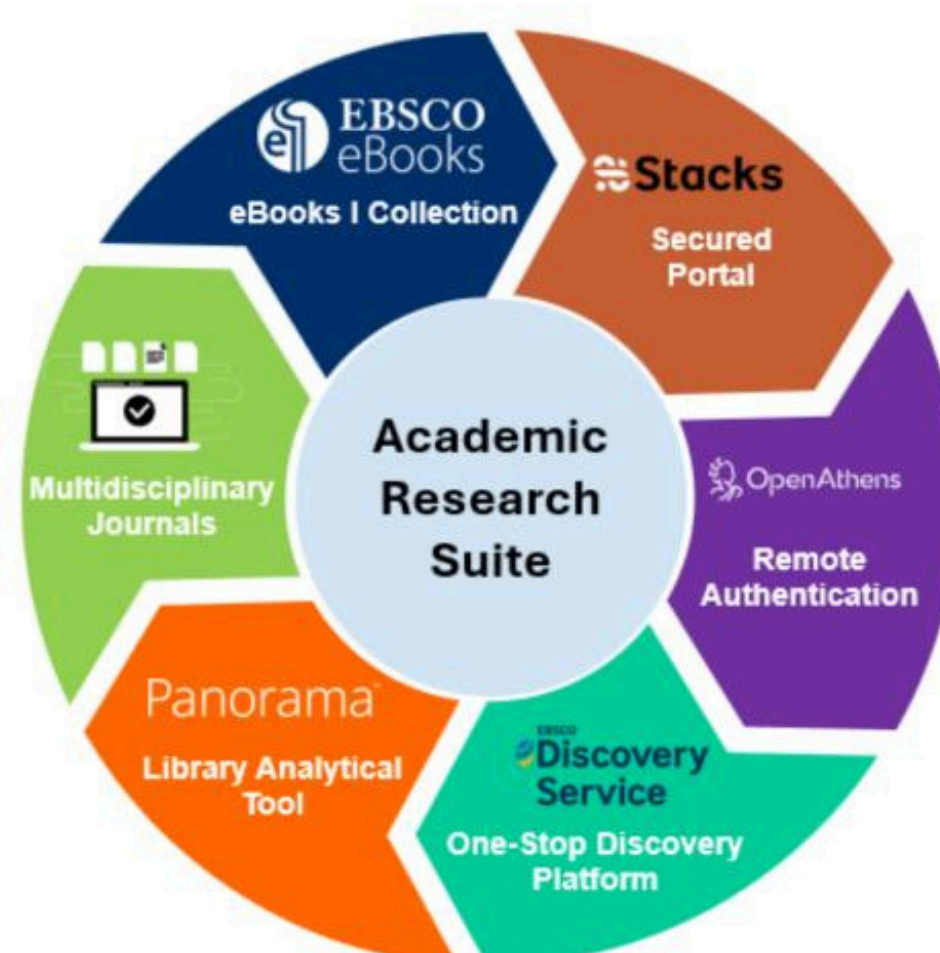 EBSCO
eBooks
eBooks I Collection
Stacks
Secured
Portal
OpenAthens
Remote
Authentication
EBSCO
Discovery
Service
One-Stop Discovery
Platform
Panorama™
Library Analytical
Tool
Multidisciplinary
Journals
Academic
Research
Suite